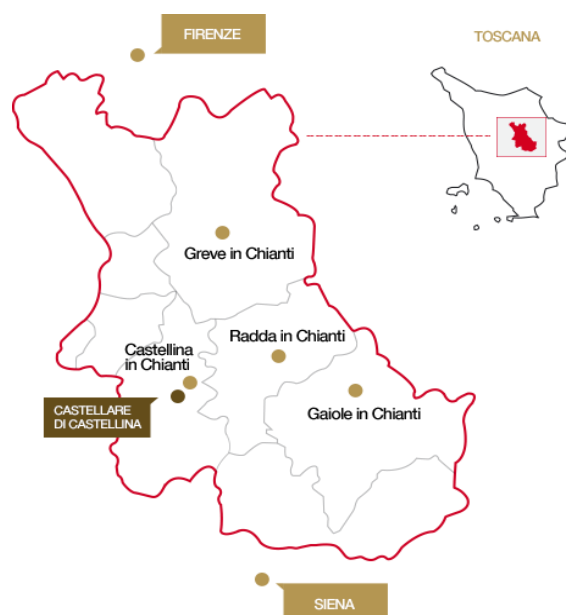 FIRENZE
TOSCANA
Greve in Chianti
Radda in Chianti
Castellina
in Chianti
CASTELLARE
DI CASTELLINA
Gaiole in Chianti
SIENA